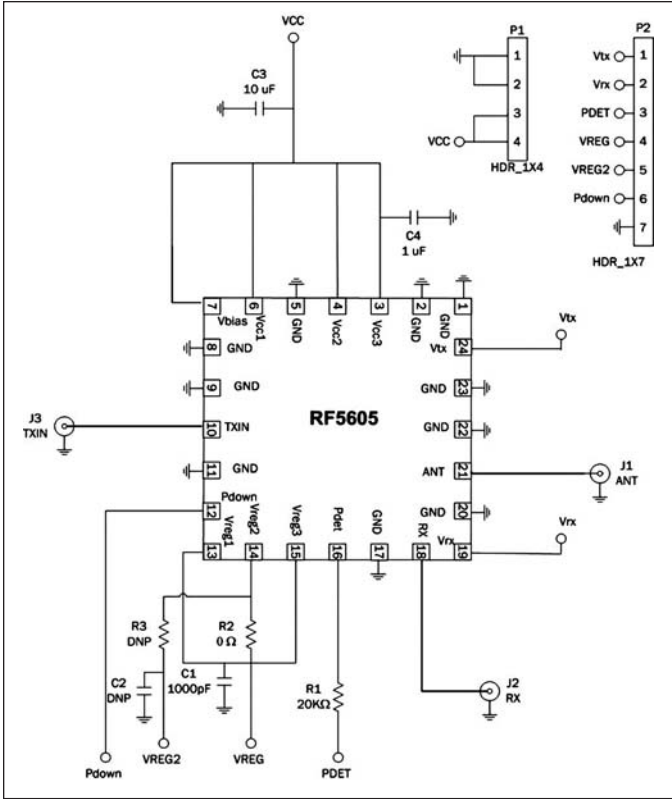 VCC
C3
10 uF
C4
1 uF
P1
1
2
3
4
VCC
HDR_1X4
P2
Vtx 1
Vrx 2
PDET 3
VREG 4
VREG2 5
Pdown 6
7
HDR_1X7
7 6 5 4 3 2 1
Vbias Vcc1 GND Vcc2 Vcc3 GND GND
8 GND
9 GND
10 TXIN
11 GND
12 Pdown
J3
TXIN
RF5605
Vtx 24
GND 23
GND 22
ANT 21
GND 20
Vrx 19
Vtx
J1
ANT
Vrx
Vreg1 Vreg2 Vreg3 Pdet GND RX
13 14 15 16 17 18
R3
DNP
R2
0 Ω
C2
DNP
C1
1000pF
R1
20KΩ
J2
RX
Pdown
VREG2
VREG
PDET